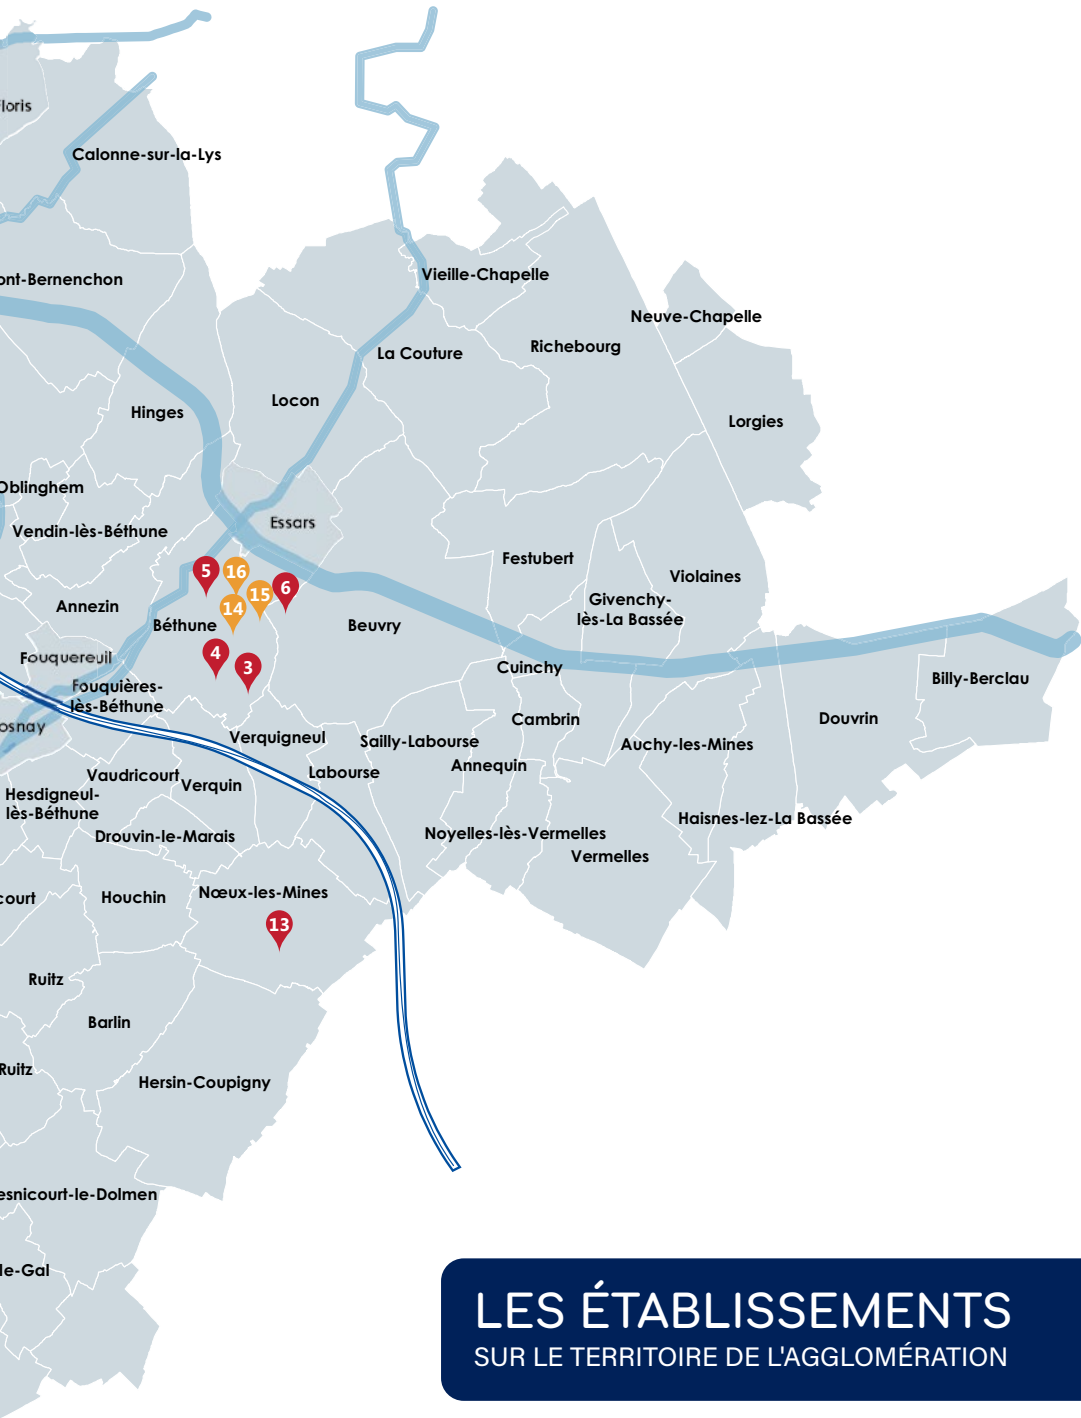 loris
Calonne-sur-la-Lys
ont-Bernenchon
Vieille-Chapelle
Neuve-Chapelle
La Couture
Richebourg
Locon
Hinges
Lorgies
Oblinghem
Essars
Vendin-lès-Béthune
Festubert
Violaines
5
16
6
15
14
Annezin
Givenchy-
lès-La Bassée
Béthune
Beuvry
4
3
Fouquereuil
Cuinchy
Billy-Berclau
Fouquières-
lès-Béthune
osnay
Cambrin
Douvrin
Verquigneul
Sailly-Labourse
Auchy-les-Mines
Annequin
Labourse
Vaudricourt
Verquin
Hesdigneul-
lès-Béthune
Haisnes-lez-La Bassée
Drouvin-le-Marais
Noyelles-lès-Vermelles
Vermelles
court
Houchin
Nœux-les-Mines
13
Ruitz
Barlin
Ruitz
Hersin-Coupigny
esnicourt-le-Dolmen
le-Gal
LES ÉTABLISSEMENTS
SUR LE TERRITOIRE DE L'AGGLOMÉRATION